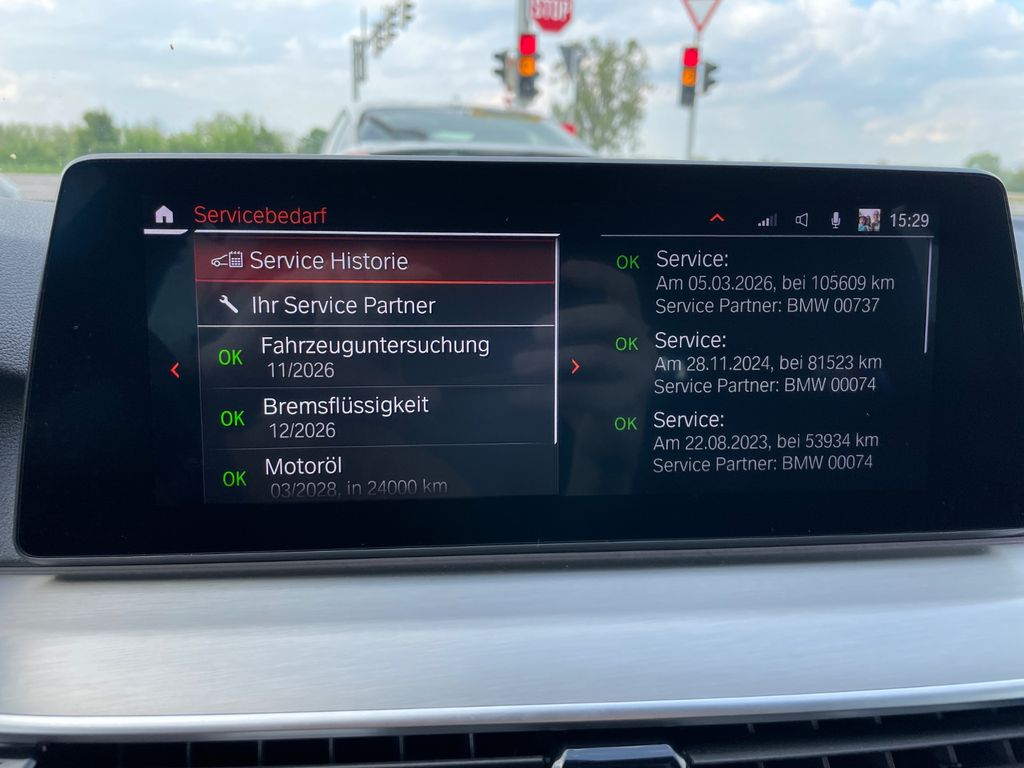 STOP
Servicebedarf
15:29
Service Historie
Ihr Service Partner
OK Fahrzeuguntersuchung
11/2026
OK Bremsflüssigkeit
12/2026
OK Motoröl
03/2028, in 24000 km
OK Service:
Am 05.03.2026, bei 105609 km
Service Partner: BMW 00737
OK Service:
Am 28.11.2024, bei 81523 km
Service Partner: BMW 00074
OK Service:
Am 22.08.2023, bei 53934 km
Service Partner: BMW 00074